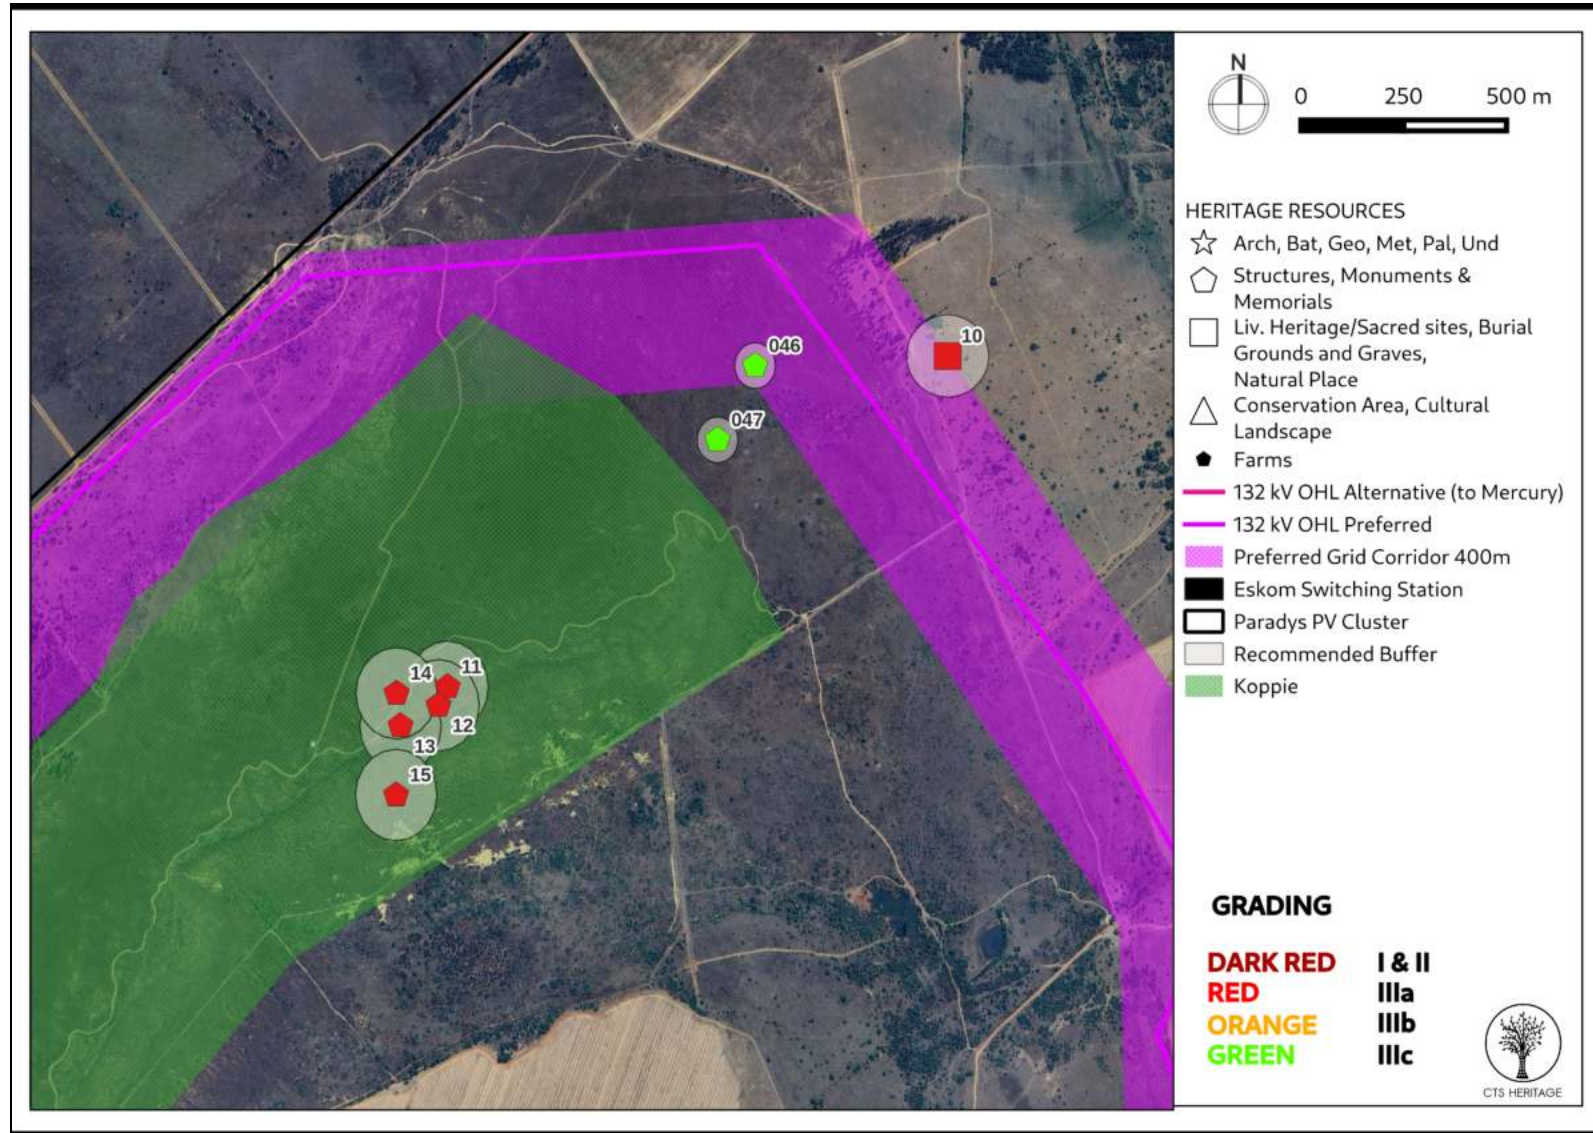 046
10
047
14
11
12
13
15
N
0 250 500 m
HERITAGE RESOURCES
Arch, Bat, Geo, Met, Pal, Und
Structures, Monuments &
Memorials
Liv. Heritage/Sacred sites, Burial
Grounds and Graves,
Natural Place
Conservation Area, Cultural
Landscape
Farms
132 kV OHL Alternative (to Mercury)
132 kV OHL Preferred
Preferred Grid Corridor 400m
Eskom Switching Station
Paradys PV Cluster
Recommended Buffer
Koppie
GRADING
DARK RED I & II
RED IIIa
ORANGE IIIb
GREEN IIIc
CTS HERITAGE